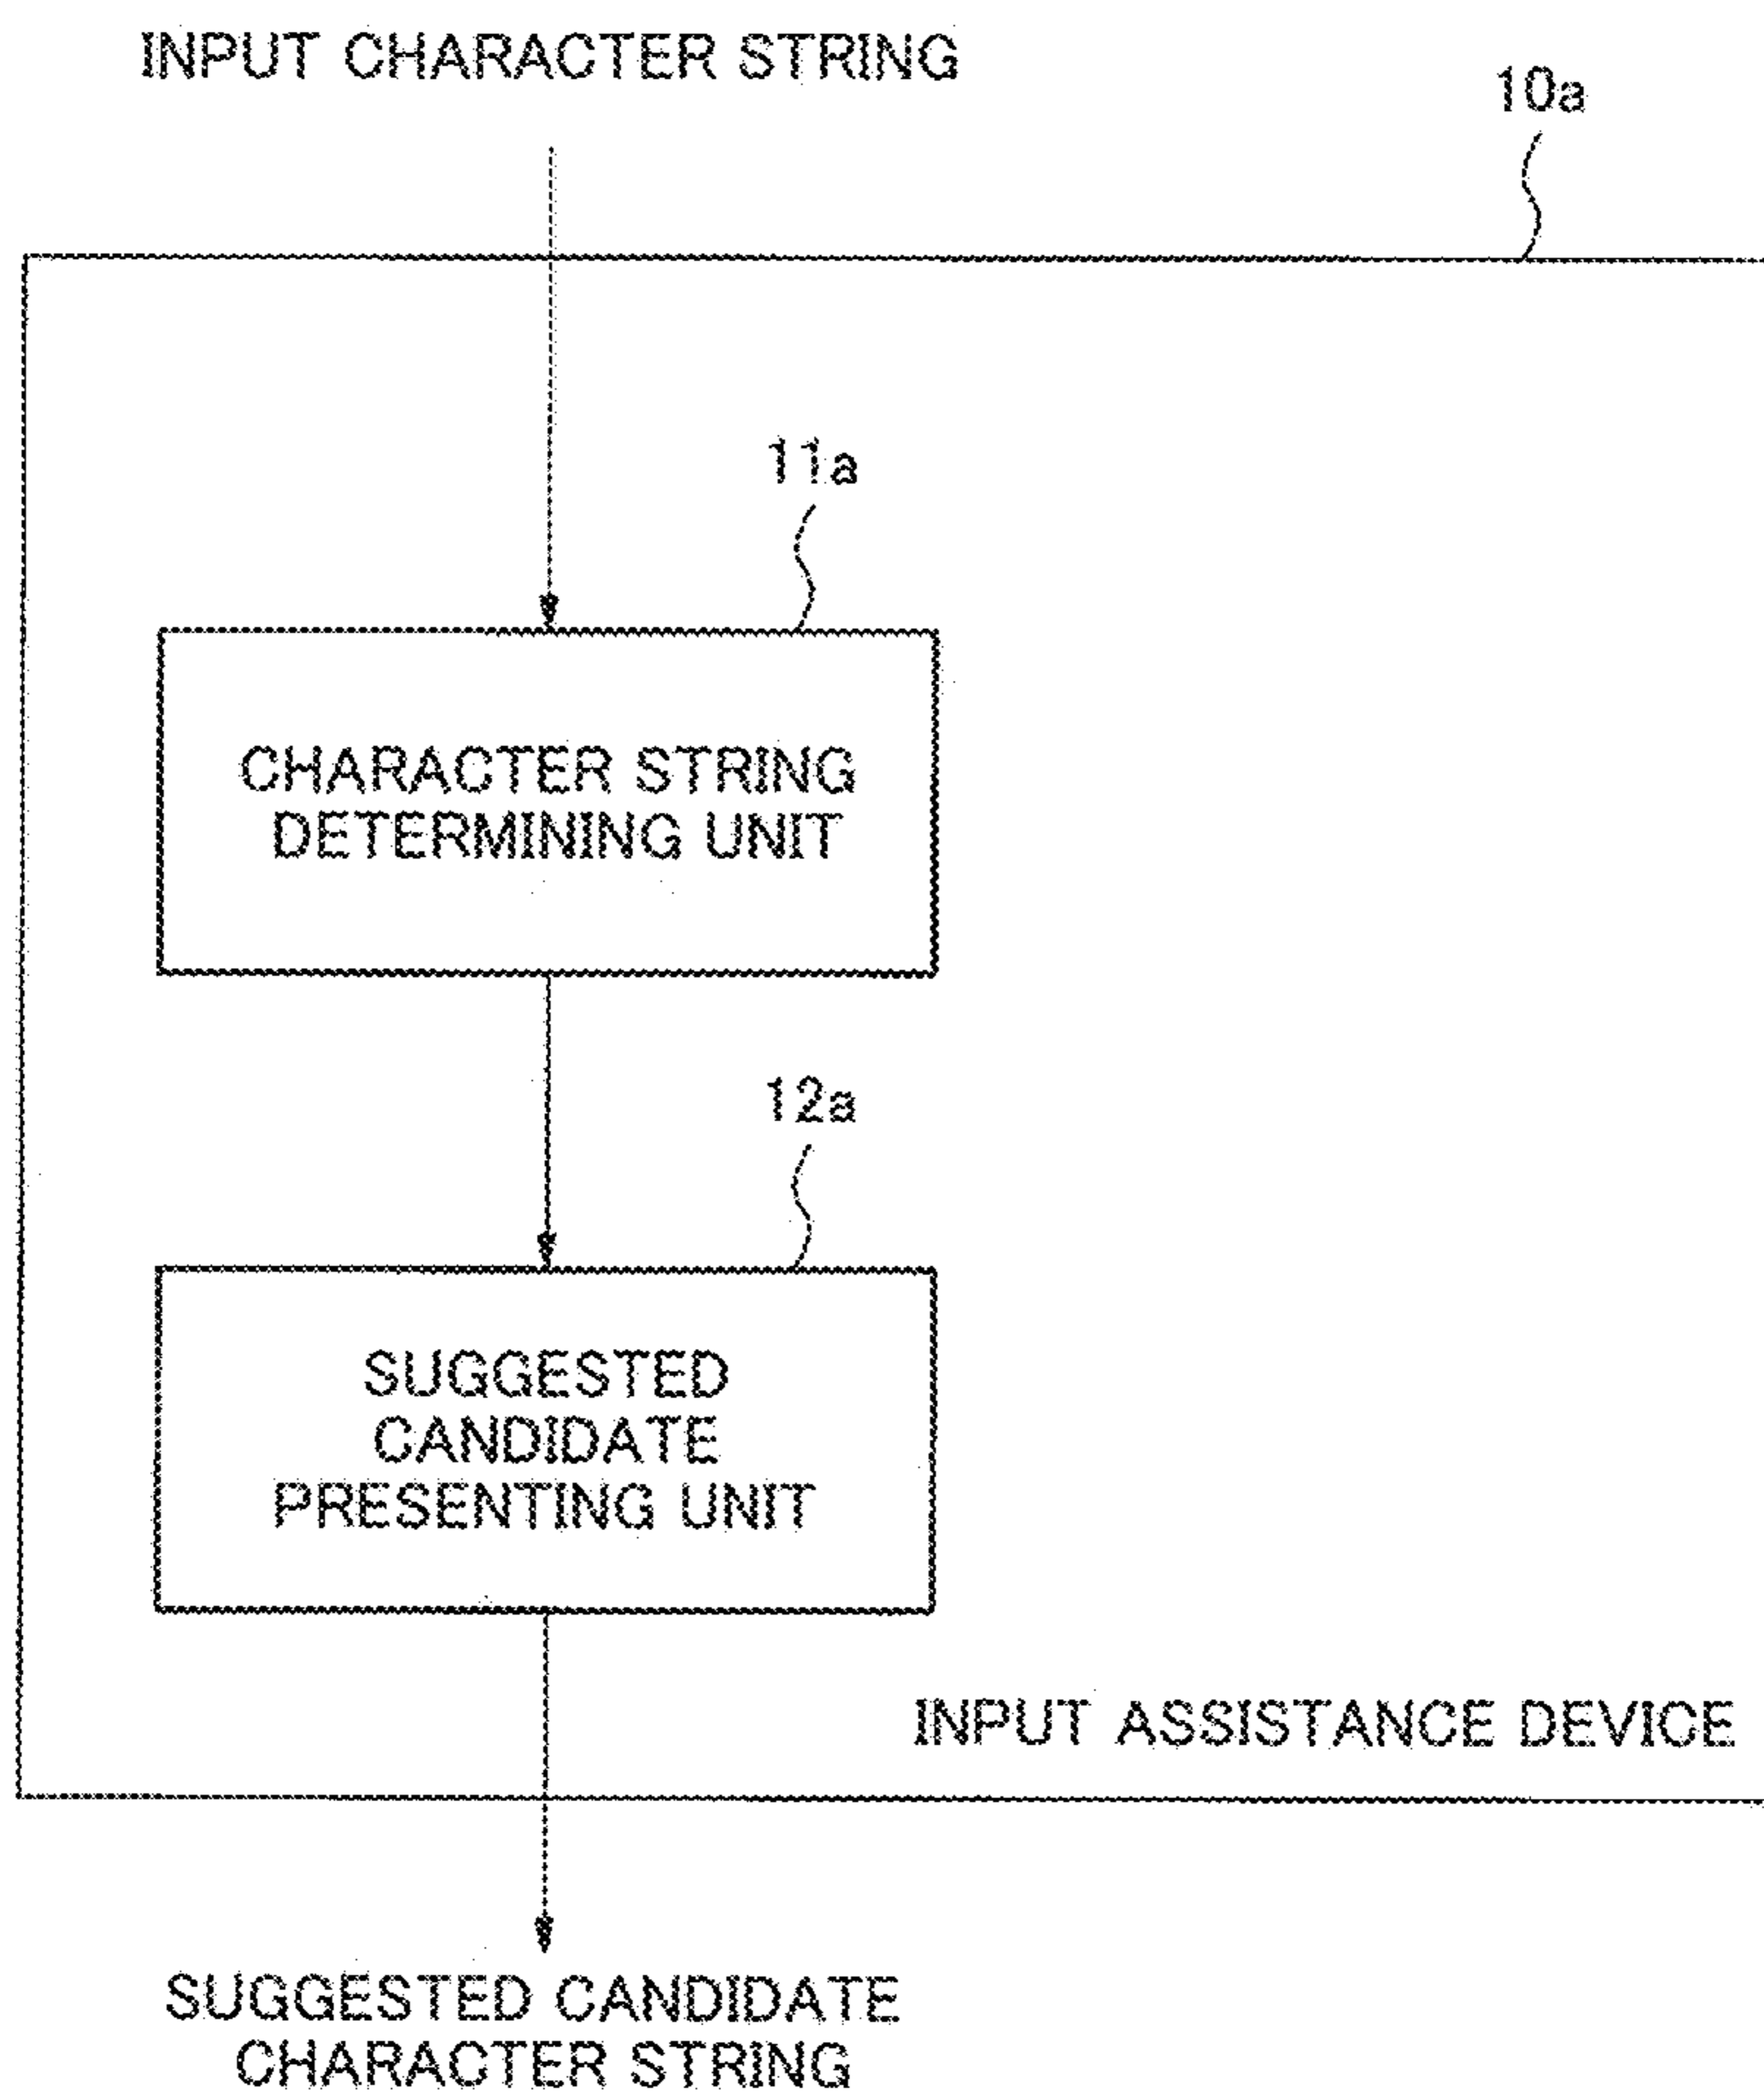 INPUT CHARACTER STRING
10a
11a
CHARACTER STRING
DETERMINING UNIT
12a
SUGGESTED
CANDIDATE
PRESENTING UNIT
INPUT ASSISTANCE DEVICE
SUGGESTED CANDIDATE
CHARACTER STRING